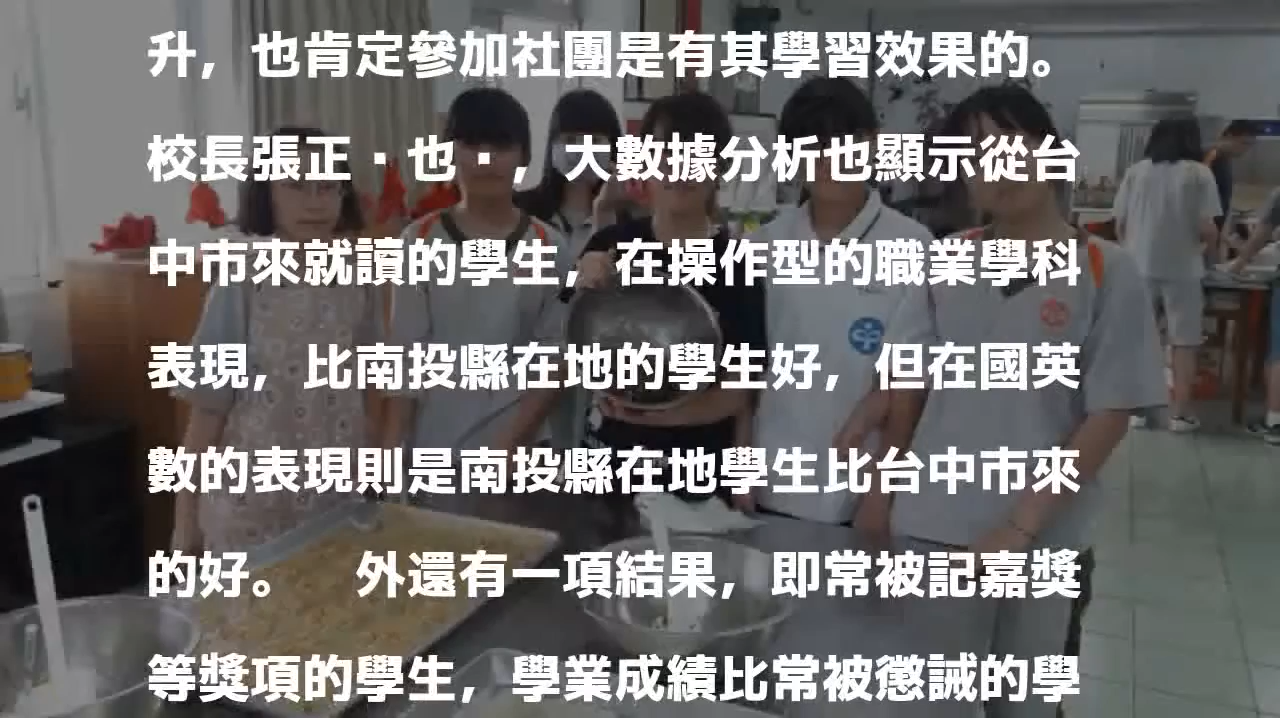 升，也肯定參加社團是有其學習效果的。
校長張正▪也▪，大數據分析也顯示從台
中市來就讀的學生，在操作型的職業學科
表現，比南投縣在地的學生好，但在國英
數的表現則是南投縣在地學生比台中市來
的好。　外還有一項結果，即常被記嘉獎
等獎項的學生，學業成績比常被懲誡的學